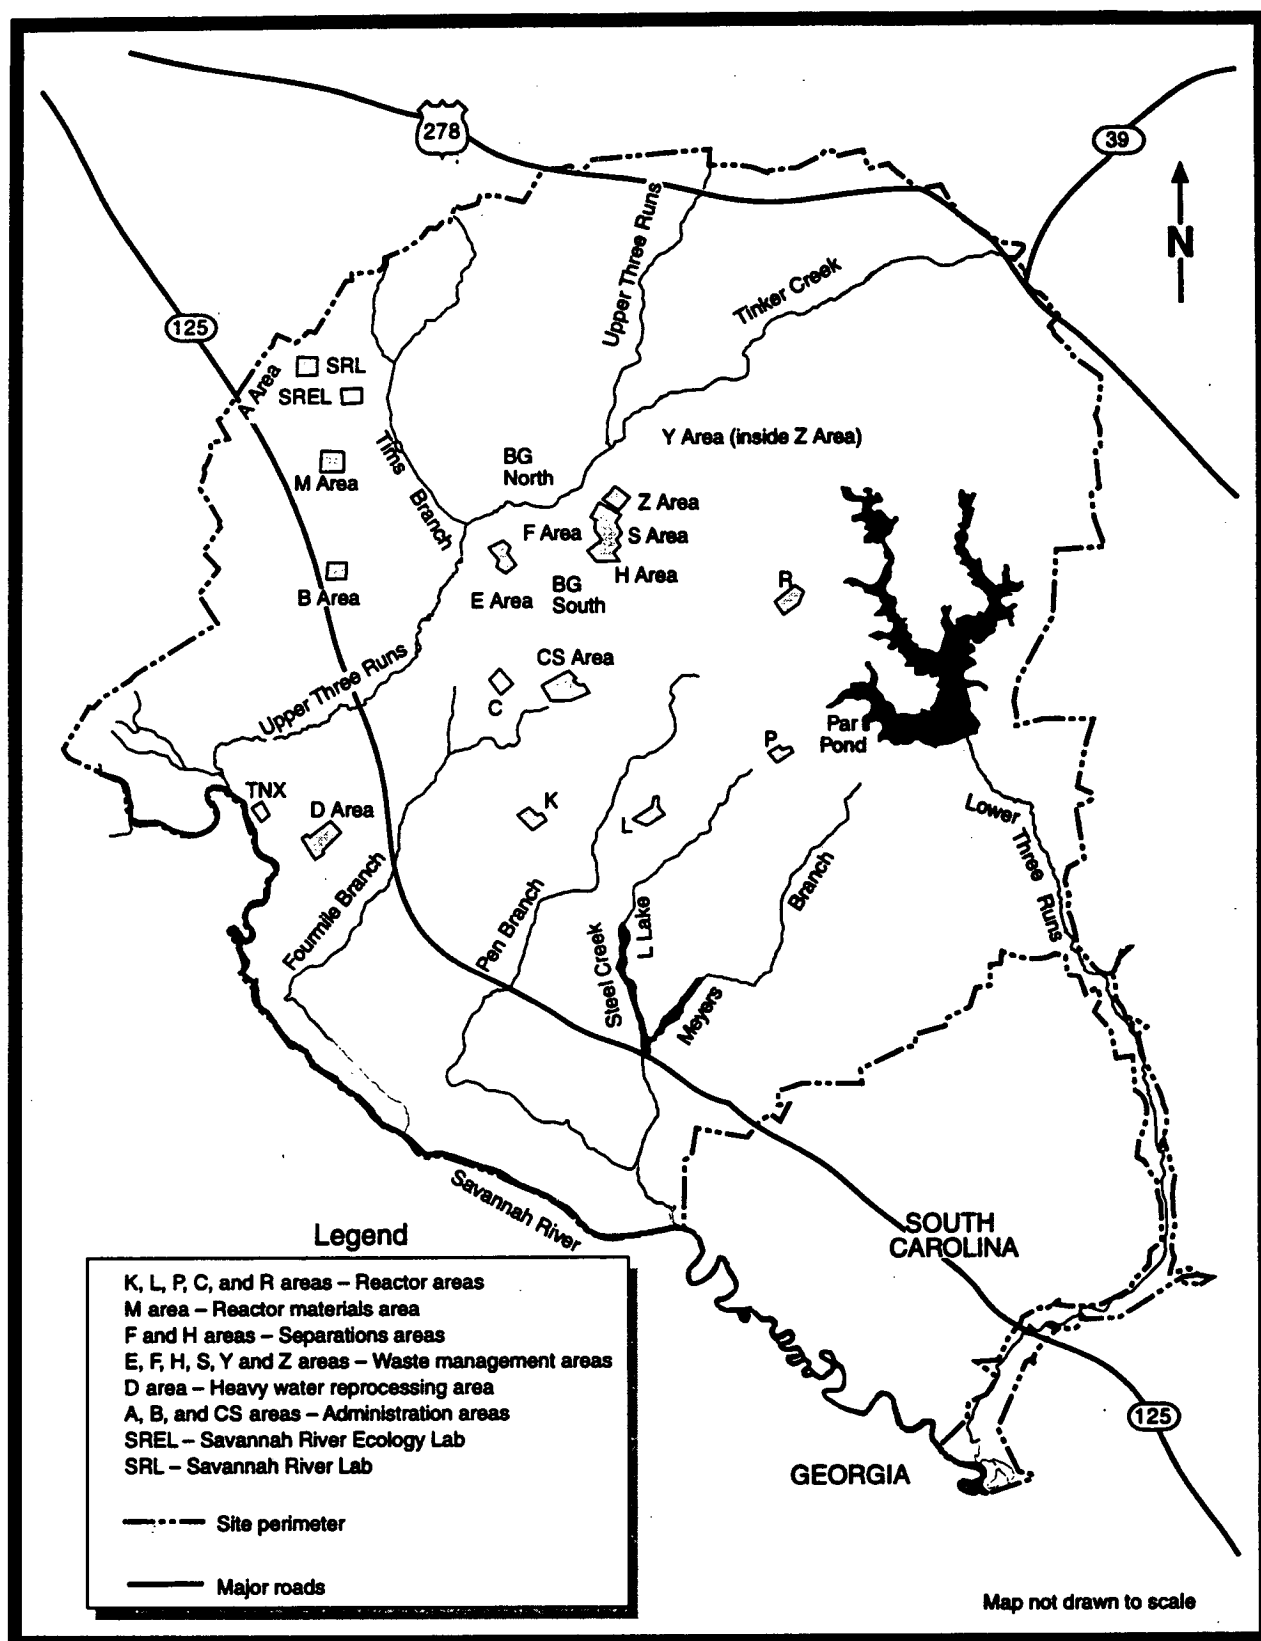 278
39
N
Upper Three Runs
Tinker Creek
125
A Area
SRL
SREL
Tims Branch
Y Area (inside Z Area)
BG
North
M Area
Z Area
F Area
S Area
H Area
R
B Area
E Area
BG
South
CS Area
C
Upper Three Runs
Par
Pond
P
TNX
D Area
K
L
Lower Three Runs
Fourmile Branch
Pen Branch
Steel Creek
L Lake
Meyers Branch
Savannah River
SOUTH
CAROLINA
GEORGIA
125
Legend
K, L, P, C, and R areas – Reactor areas
M area – Reactor materials area
F and H areas – Separations areas
E, F, H, S, Y and Z areas – Waste management areas
D area – Heavy water reprocessing area
A, B, and CS areas – Administration areas
SREL – Savannah River Ecology Lab
SRL – Savannah River Lab
Site perimeter
Major roads
Map not drawn to scale